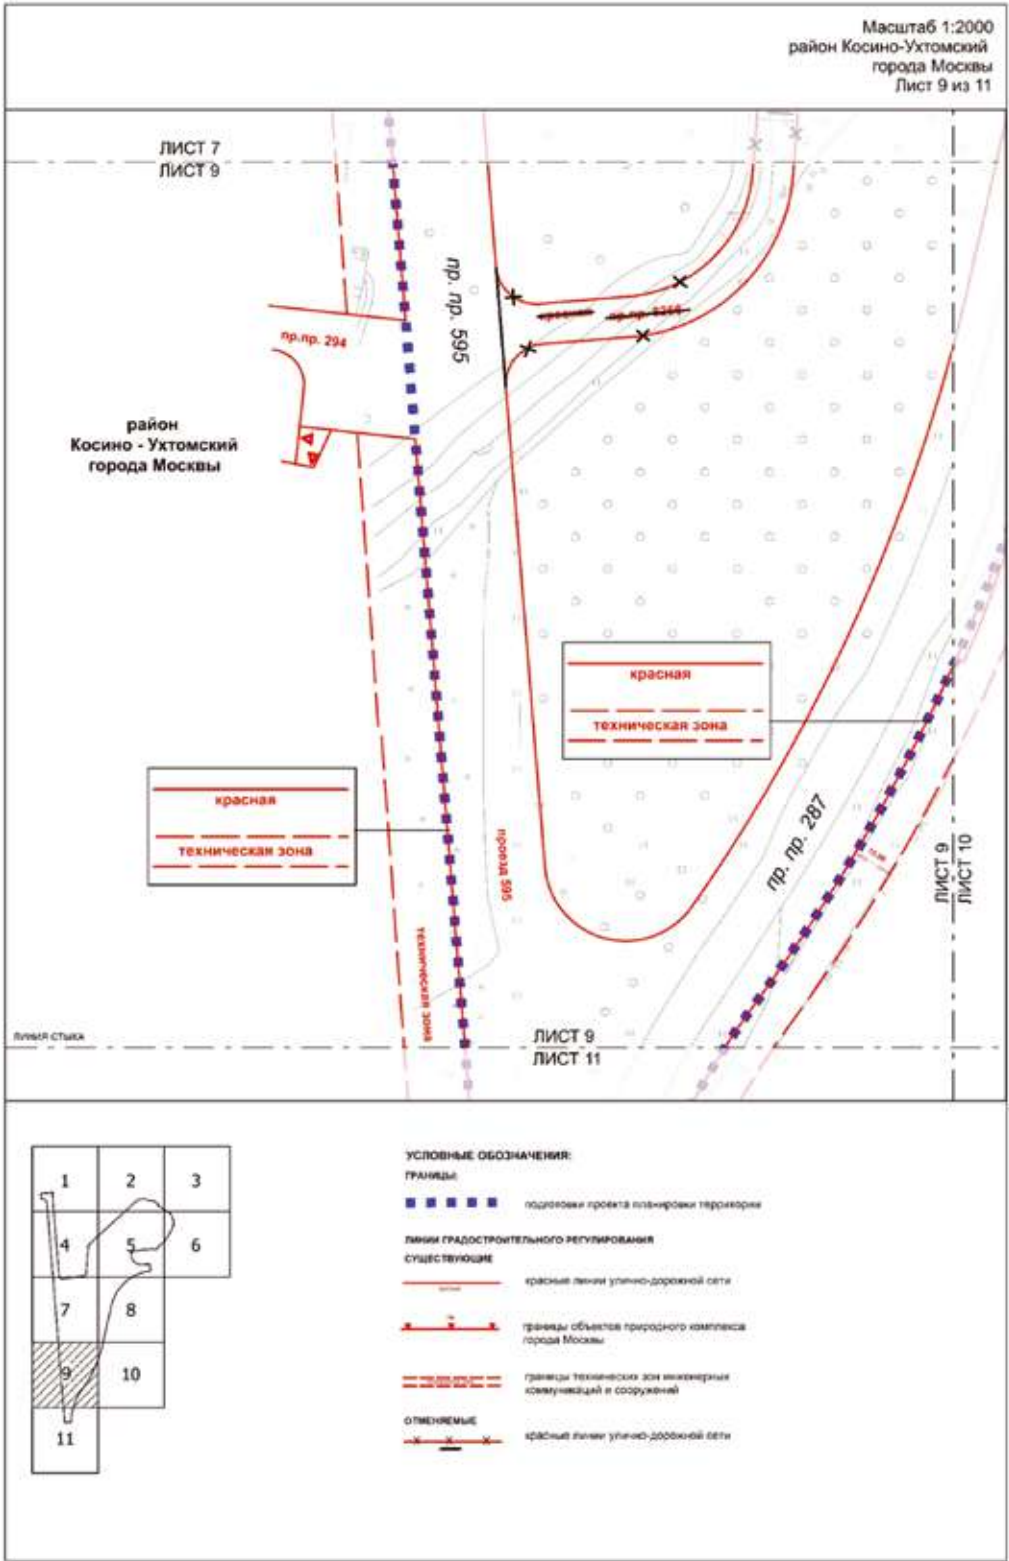 Масштаб 1:2000
район Косино-Ухтомский
города Москвы
Лист 9 из 11
ЛИСТ 7
ЛИСТ 9
пр. пр. 595
пр.пр. 294
район
Косино - Ухтомский
города Москвы
красная
техническая зона
красная
техническая зона
проезд 595
техническая зона
пр. пр. 287
ЛИСТ 9
ЛИСТ 10
ЛИНИЯ СТЫКА
ЛИСТ 9
ЛИСТ 11
1
2
3
4
5
6
7
8
9
10
11
УСЛОВНЫЕ ОБОЗНАЧЕНИЯ:
ГРАНИЦЫ:
подготовки проекта планировки территории
ЛИНИИ ГРАДОСТРОИТЕЛЬНОГО РЕГУЛИРОВАНИЯ
СУЩЕСТВУЮЩИЕ
красные линии улично-дорожной сети
границы объектов природного комплекса
города Москвы
границы технических зон инженерных
коммуникаций и сооружений
ОТМЕНЯЕМЫЕ
красные линии улично-дорожной сети